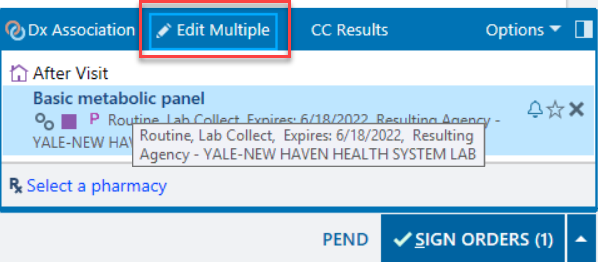 Dx Association Edit Multiple CC Results Options
After Visit
Basic metabolic panel
P Routine, Lab Collect, Expires: 6/18/2022, Resulting Agency -
YALE-NEW HAV
Routine, Lab Collect, Expires: 6/18/2022, Resulting
Agency - YALE-NEW HAVEN HEALTH SYSTEM LAB
Rx Select a pharmacy
PEND SIGN ORDERS (1)